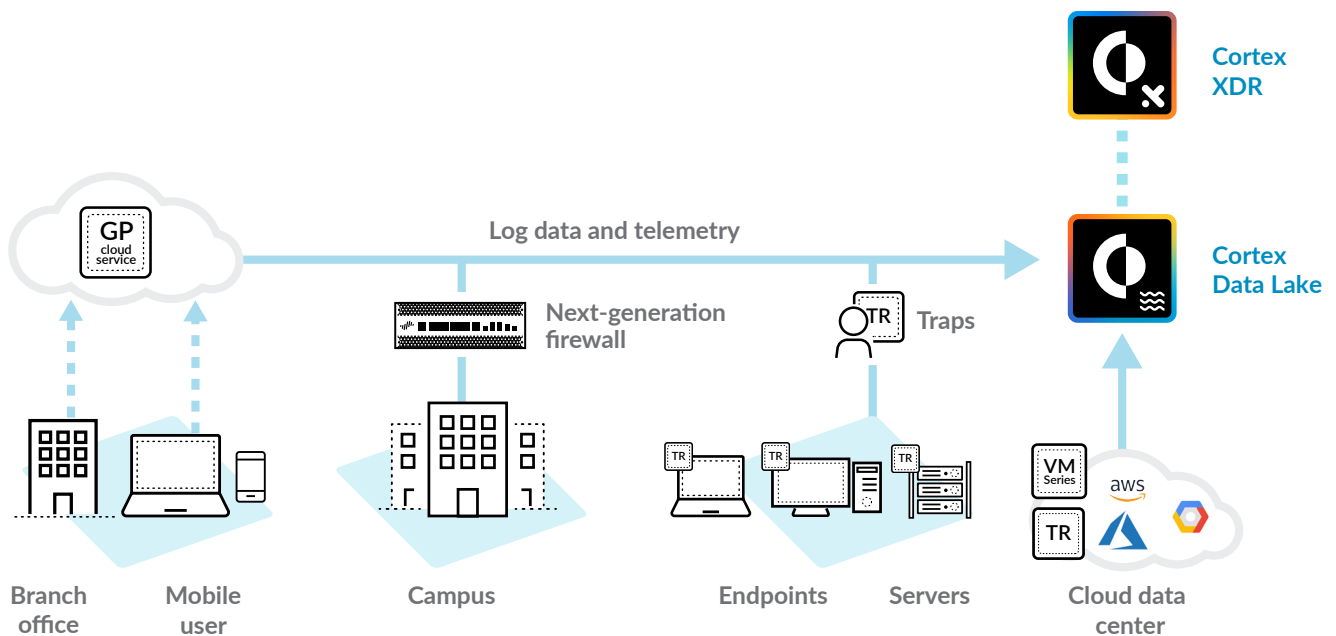 Cortex
XDR
GP
cloud
service
Log data and telemetry
Cortex
Data Lake
Next-generation
firewall
TR
Traps
TR
TR
TR
VM
Series
aws
TR
Branch
office
Mobile
user
Campus
Endpoints
Servers
Cloud data
center